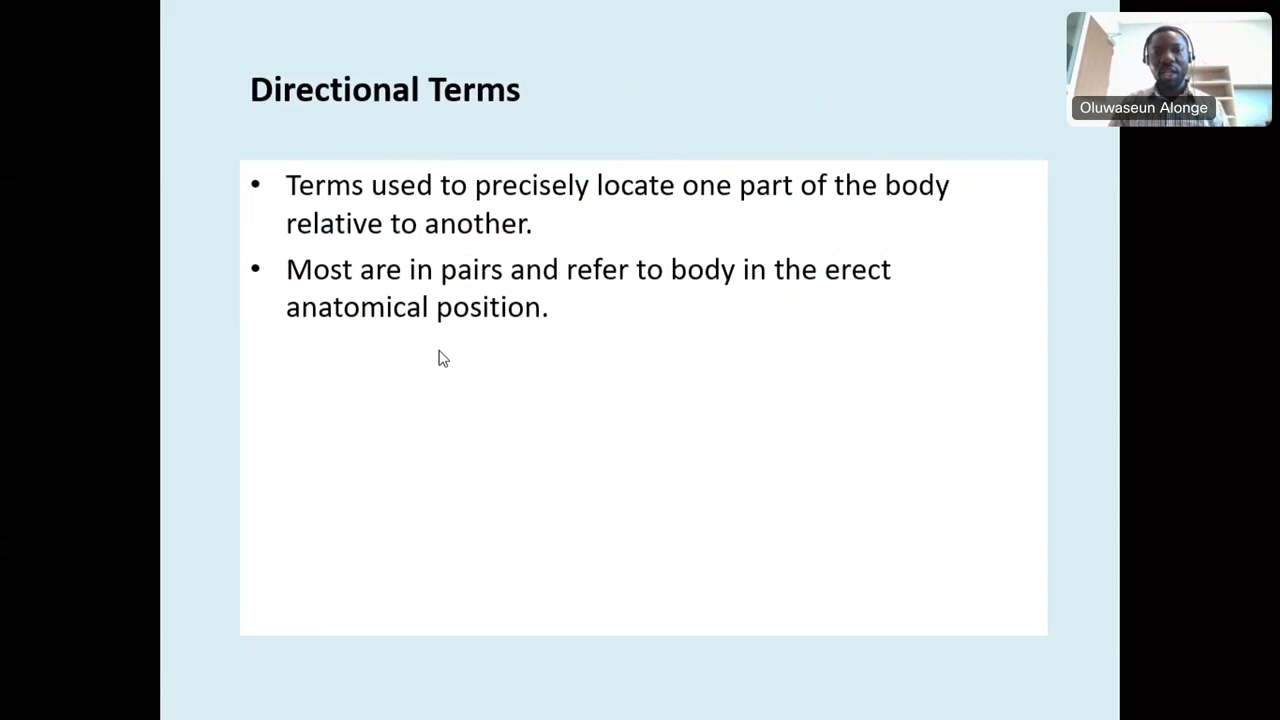 Directional Terms
Oluwaseun Alonge
• Terms used to precisely locate one part of the body
relative to another.
• Most are in pairs and refer to body in the erect
anatomical position.